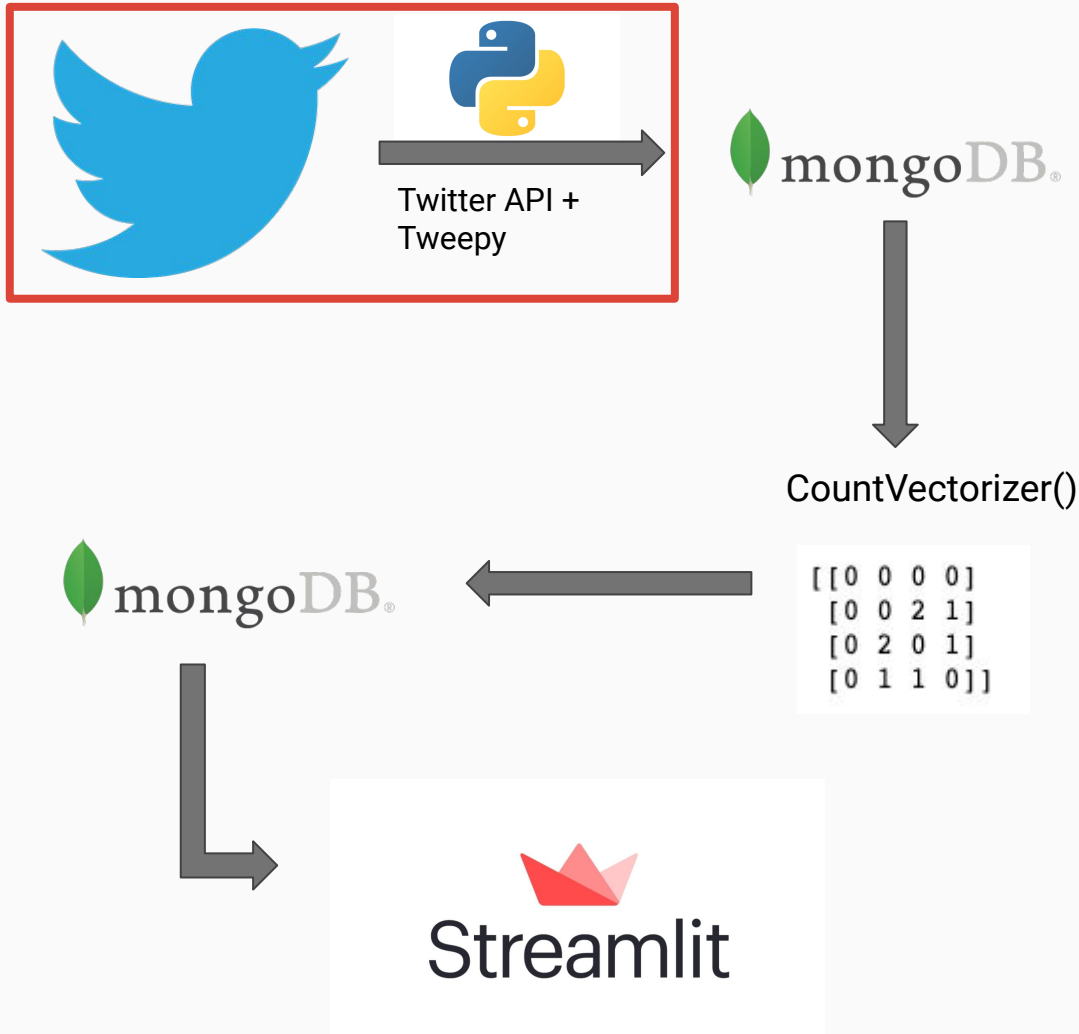 Twitter API +
Tweepy
mongoDB®
CountVectorizer()
[[0 0 0 0]
[0 0 2 1]
[0 2 0 1]
[0 1 1 0]]
mongoDB®
Streamlit